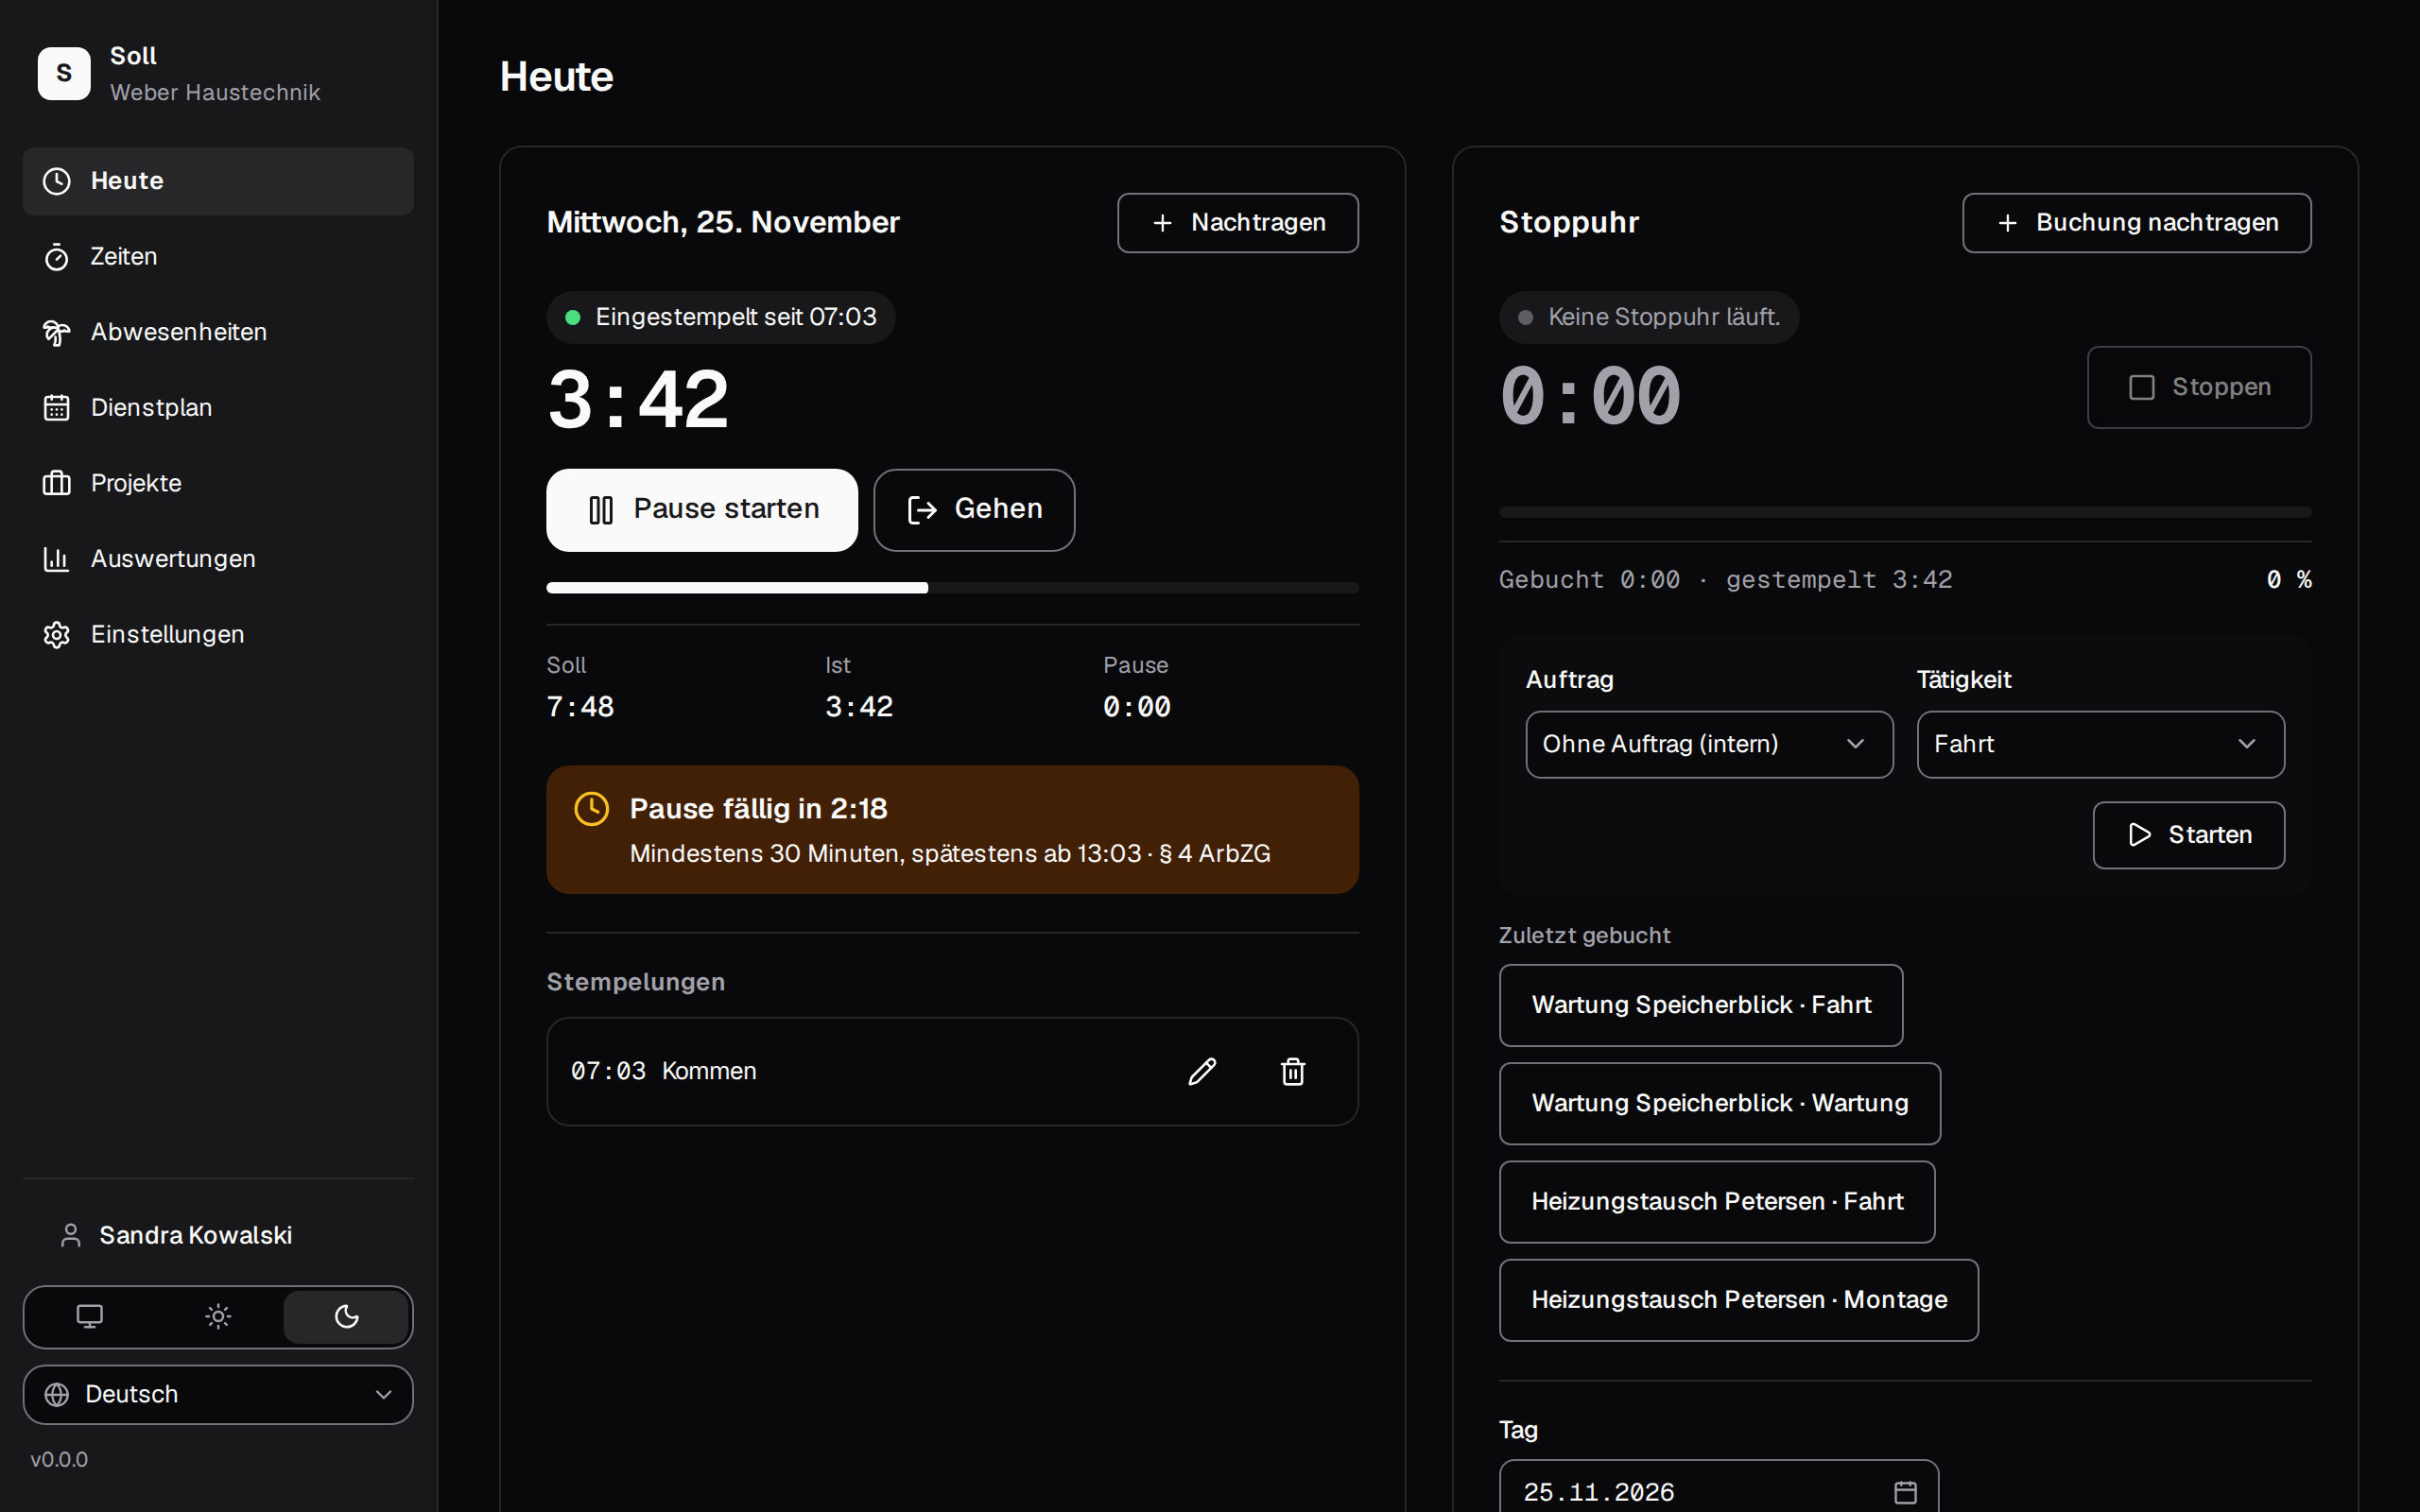 S
Soll
Weber Haustechnik
Heute
Zeiten
Abwesenheiten
Dienstplan
Projekte
Auswertungen
Einstellungen
Sandra Kowalski
Deutsch
v0.0.0
Heute
Mittwoch, 25. November
Nachtragen
Eingestempelt seit 07:03
3:42
Pause starten
Gehen
Soll
Ist
Pause
7:48
3:42
0:00
Pause fällig in 2:18
Mindestens 30 Minuten, spätestens ab 13:03 · § 4 ArbZG
Stempelungen
07:03 Kommen
Stoppuhr
Buchung nachtragen
Keine Stoppuhr läuft.
0:00
Stoppen
Gebucht 0:00 · gestempelt 3:42
0 %
Auftrag
Tätigkeit
Ohne Auftrag (intern)
Fahrt
Starten
Zuletzt gebucht
Wartung Speicherblick · Fahrt
Wartung Speicherblick · Wartung
Heizungstausch Petersen · Fahrt
Heizungstausch Petersen · Montage
Tag
25.11.2026